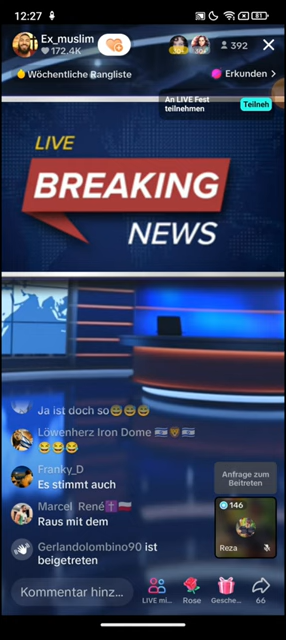 12:27
81
Ex_muslim
172.4K
392
Wöchentliche Rangliste
Erkunden >
An LIVE Fest
teilnehmen
Teilneh
LIVE
BREAKING
NEWS
Ja ist doch so😅😅😅
Löwenherz Iron Dome 🇮🇱🦁🇮🇱
😂😂😂
Franky_D
Es stimmt auch
Marcel René✝️🇵🇱
Raus mit dem
Gerlandolombino90 ist
beigetreten
Anfrage zum
Beitreten
146
Reza
Kommentar hinz...
LIVE mi...
Rose
Gesche...
66